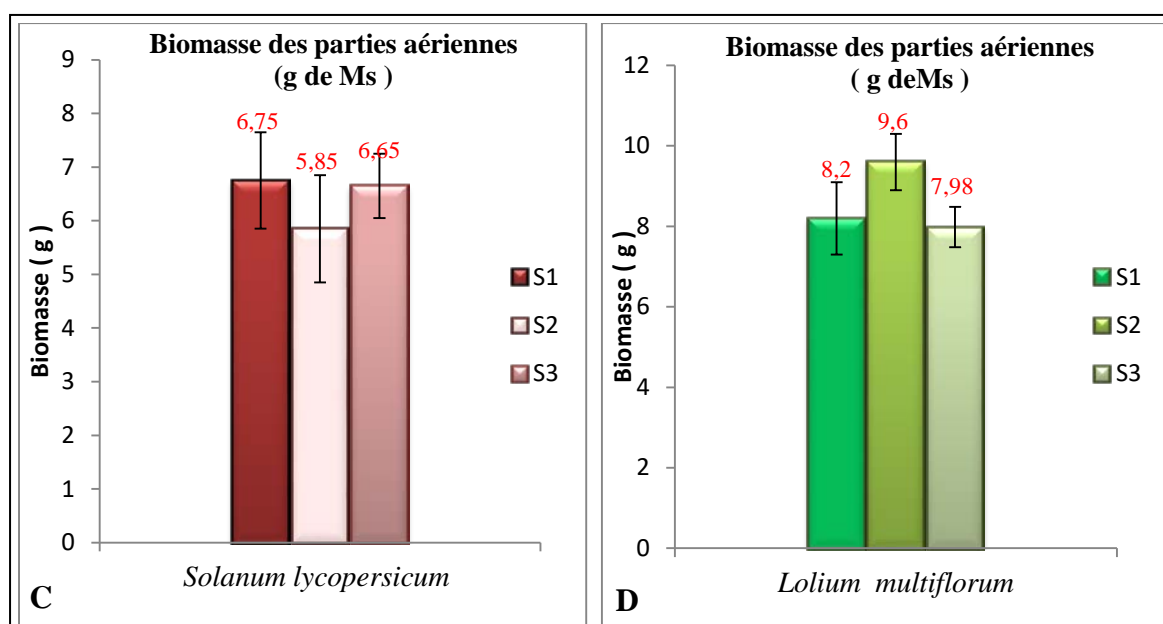 Biomasse des parties aériennes
(g de Ms )
9
8
7
6
5
4
3
2
1
0
Biomasse ( g )
6,75
5,85
6,65
S1
S2
S3
Solanum lycopersicum
C
Biomasse des parties aériennes
( g deMs )
12
10
8
6
4
2
0
Biomasse ( g )
8,2
9,6
7,98
S1
S2
S3
Lolium multiflorum
D